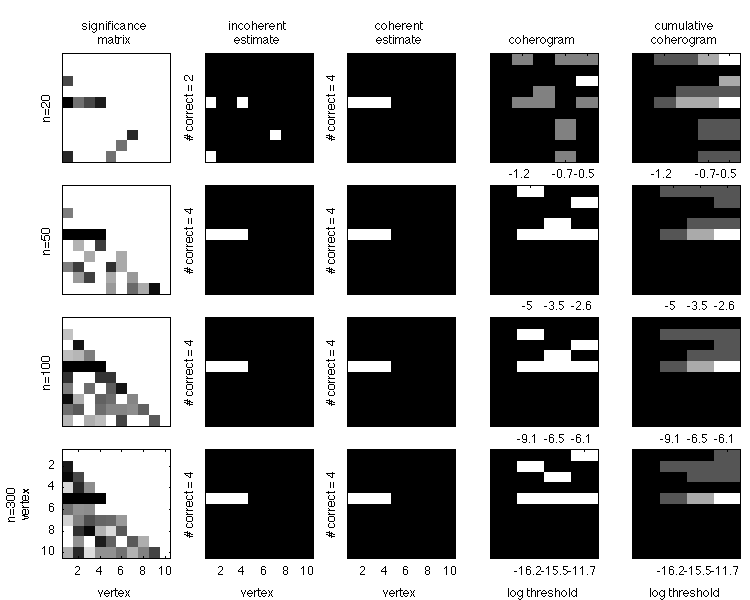 significance matrix
incoherent estimate
coherent estimate
coherogram
cumulative coherogram
n=20
# correct = 2
# correct = 4
-1.2 -0.7 -0.5
-1.2 -0.7 -0.5
n=50
# correct = 4
# correct = 4
-5 -3.5 -2.6
-5 -3.5 -2.6
n=100
# correct = 4
# correct = 4
-9.1 -6.5 -6.1
-9.1 -6.5 -6.1
n=300
vertex
2
4
6
8
10
# correct = 4
# correct = 4
2 4 6 8 10
2 4 6 8 10
2 4 6 8 10
-16.2 -15.5 -11.7
-16.2 -15.5 -11.7
vertex
vertex
vertex
log threshold
log threshold